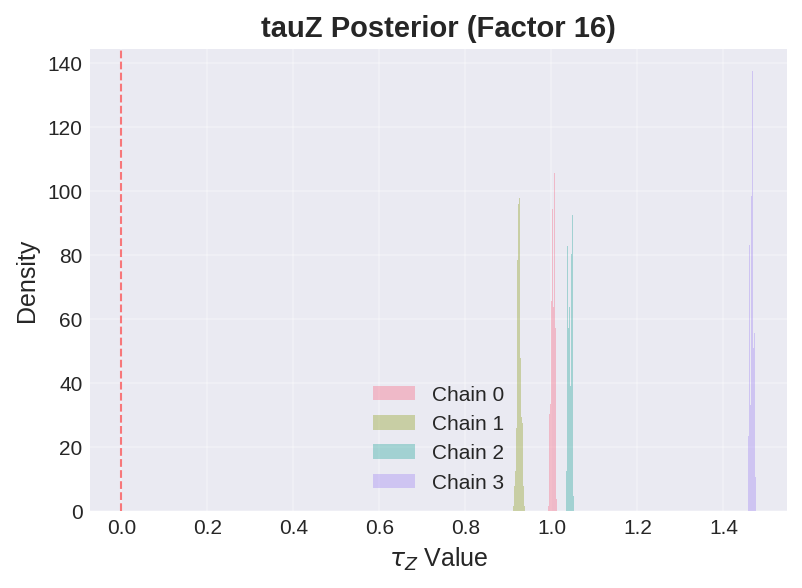 tauZ Posterior (Factor 16)
Density
140
120
100
80
60
40
20
0
Chain 0
Chain 1
Chain 2
Chain 3
0.0 0.2 0.4 0.6 0.8 1.0 1.2 1.4
τZ Value